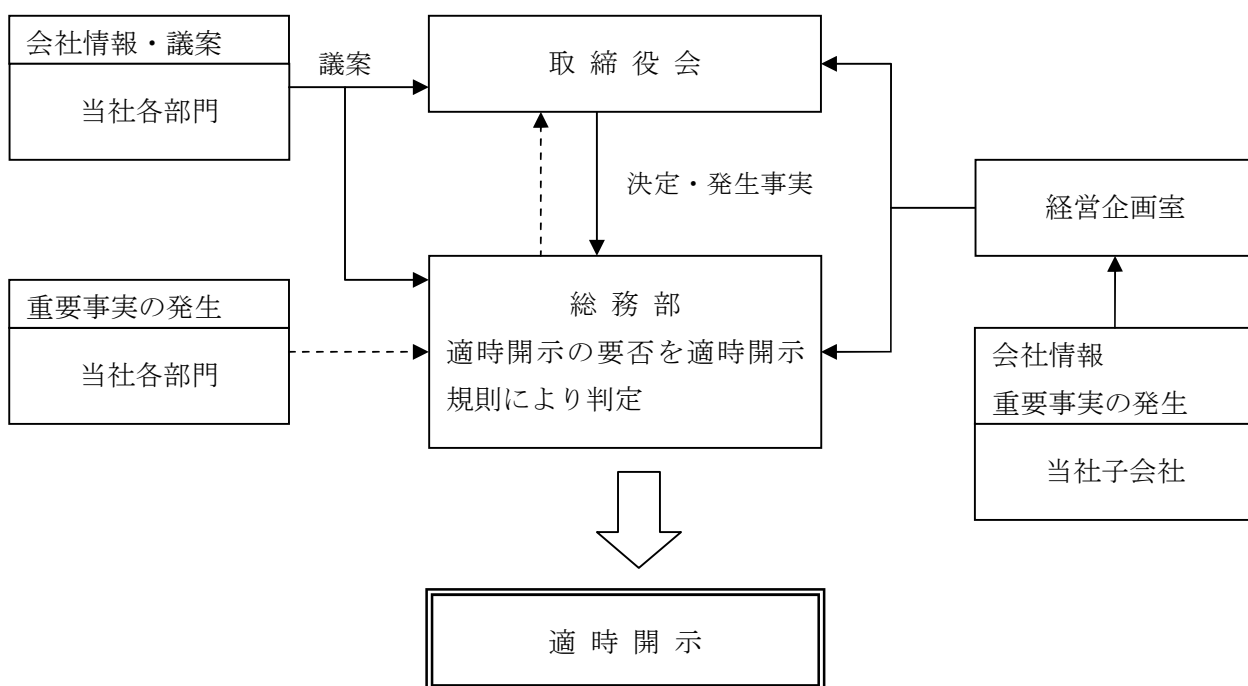 会社情報・議案
当社各部門
議案
取 締 役 会
決定・発生事実
経営企画室
重要事実の発生
当社各部門
総 務 部
適時開示の要否を適時開示
規則により判定
会社情報
重要事実の発生
当社子会社
適 時 開 示